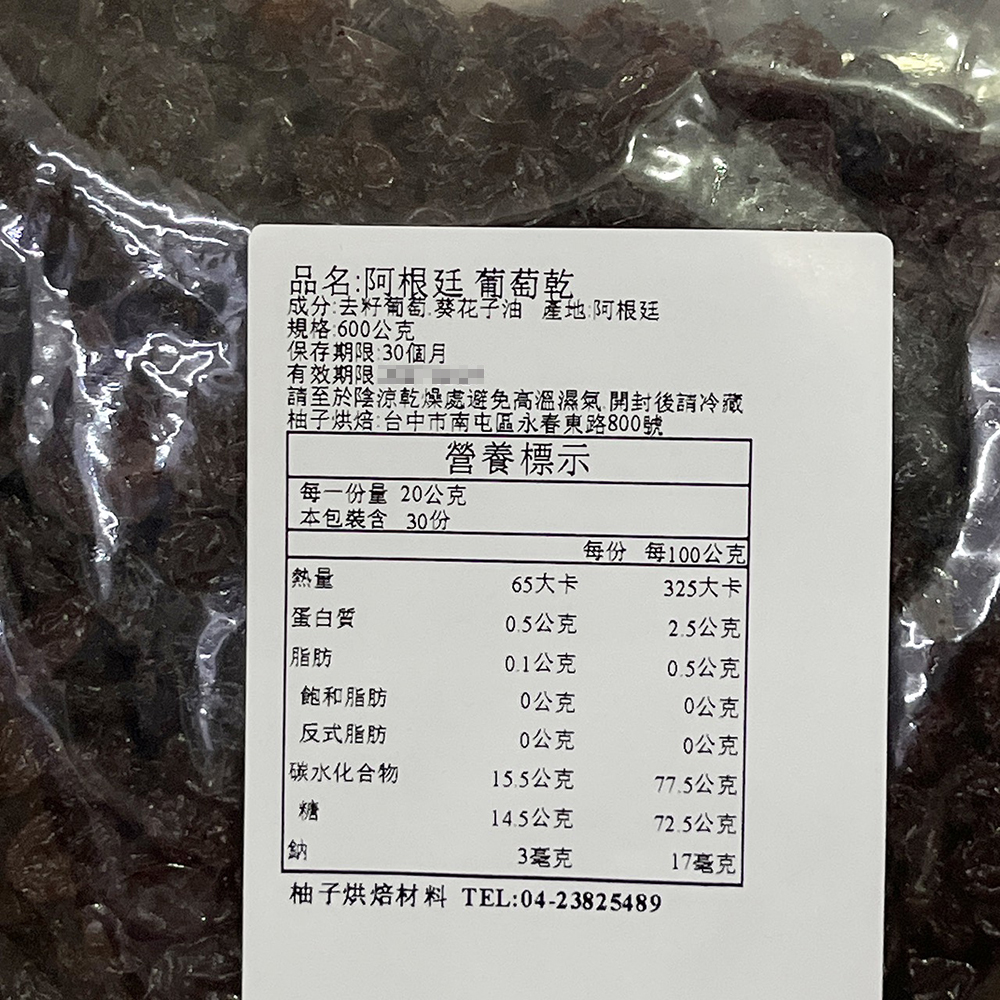 品名:阿根廷 葡萄乾
成分:去籽葡萄.葵花子油 產地:阿根廷
規格:600公克
保存期限:30個月
有效期限
請至於陰涼乾燥處避免高溫濕氣.開封後請冷藏
柚子烘焙:台中市南屯區永春東路800號
營養標示
每一份量 20公克
本包裝含 30份
每份 每100公克
熱量 65大卡 325大卡
蛋白質 0.5公克 2.5公克
脂肪 0.1公克 0.5公克
飽和脂肪 0公克 0公克
反式脂肪 0公克 0公克
碳水化合物 15.5公克 77.5公克
糖 14.5公克 72.5公克
鈉 3毫克 17毫克
柚子烘焙材料 TEL:04-23825489